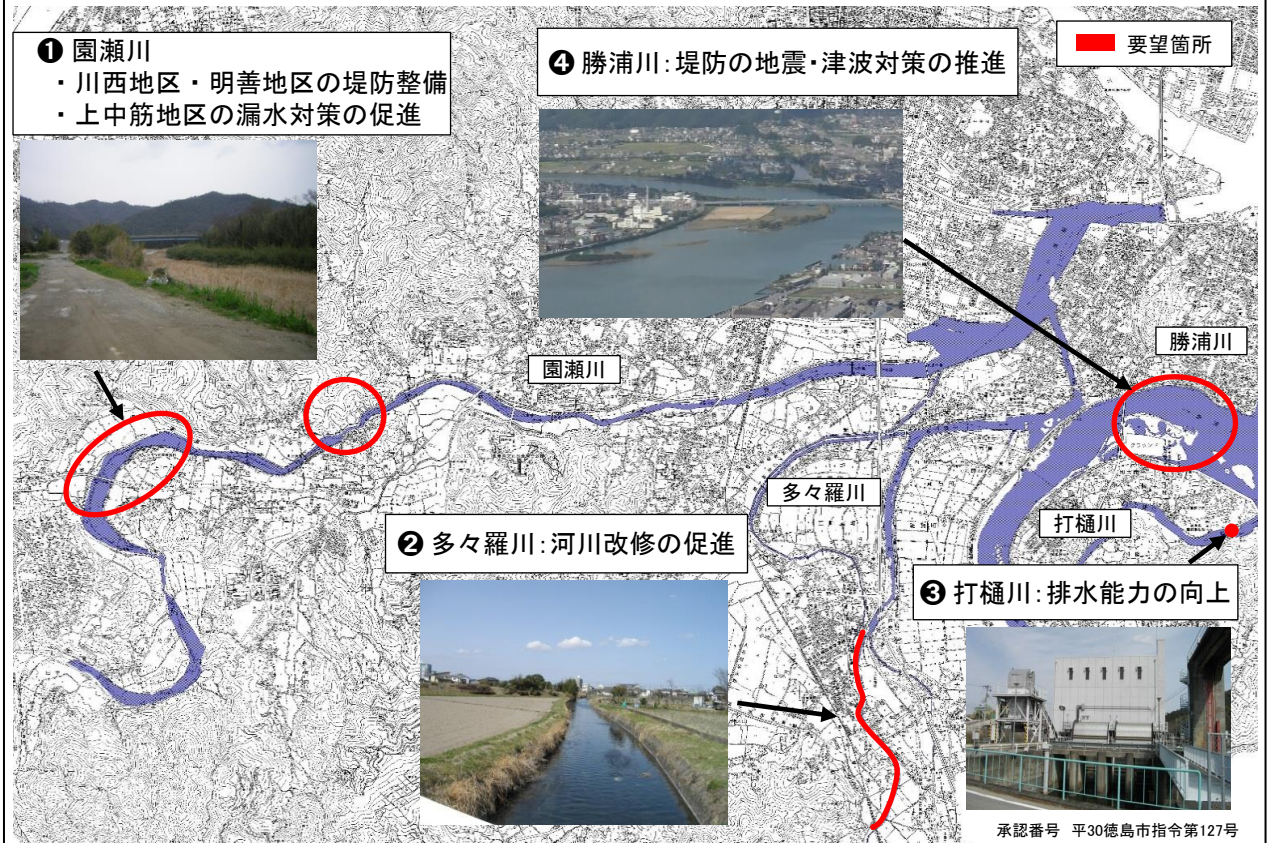 ❶ 園瀬川
・川西地区・明善地区の堤防整備
・上中筋地区の漏水対策の促進
❹ 勝浦川：堤防の地震・津波対策の推進
要望箇所
園瀬川
勝浦川
多々羅川
打樋川
❷ 多々羅川：河川改修の促進
❸ 打樋川：排水能力の向上
承認番号 平30徳島市指令第127号